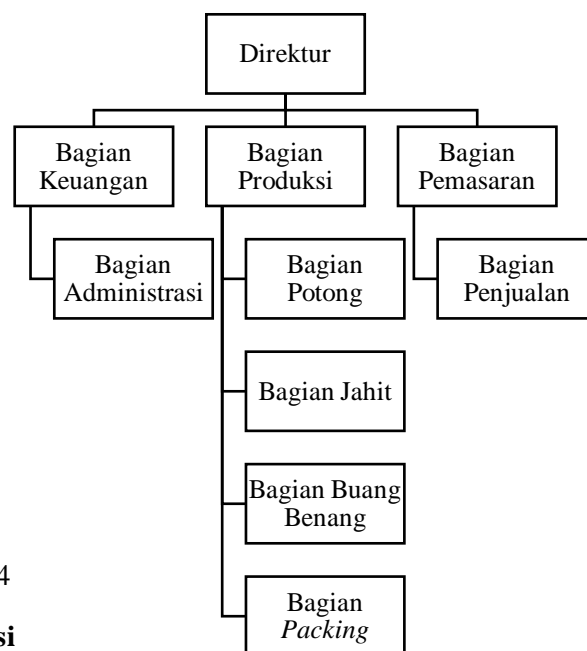 Direktur
Bagian
Keuangan
Bagian
Produksi
Bagian
Pemasaran
Bagian
Administrasi
Bagian
Potong
Bagian
Penjualan
Bagian Jahit
Bagian Buang
Benang
Bagian
Packing
4
si